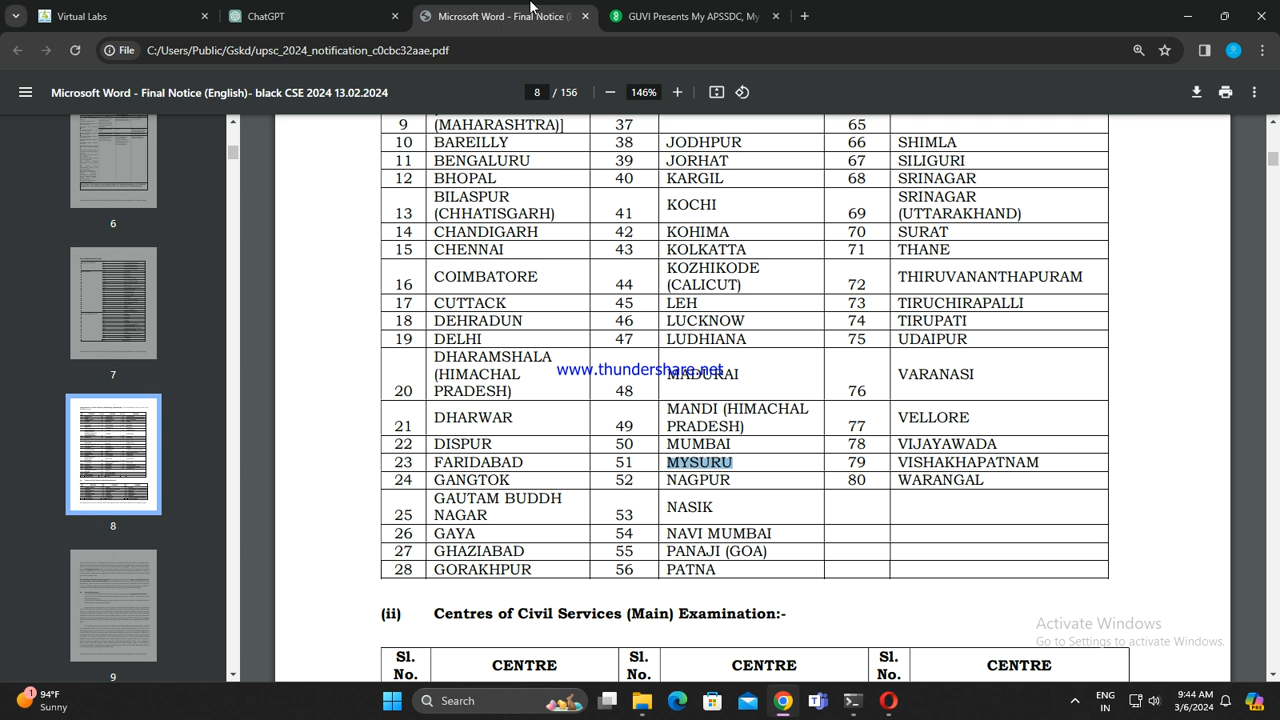 Virtual Labs
ChatGPT
Microsoft Word - Final Notice (
GUVI Presents My APSSDC, My
File
C:/Users/Public/Gskd/upsc_2024_notification_c0cbc32aae.pdf
Microsoft Word - Final Notice (English)- black CSE 2024 13.02.2024
8 / 156
146%
6
7
8
9
9 (MAHARASHTRA)] 37 65
10 BAREILLY 38 JODHPUR 66 SHIMLA
11 BENGALURU 39 JORHAT 67 SILIGURI
12 BHOPAL 40 KARGIL 68 SRINAGAR
13 BILASPUR (CHHATISGARH) 41 KOCHI 69 SRINAGAR (UTTARAKHAND)
14 CHANDIGARH 42 KOHIMA 70 SURAT
15 CHENNAI 43 KOLKATTA 71 THANE
16 COIMBATORE 44 KOZHIKODE (CALICUT) 72 THIRUVANANTHAPURAM
17 CUTTACK 45 LEH 73 TIRUCHIRAPALLI
18 DEHRADUN 46 LUCKNOW 74 TIRUPATI
19 DELHI 47 LUDHIANA 75 UDAIPUR
20 DHARAMSHALA (HIMACHAL PRADESH) 48 MADURAI 76 VARANASI
www.thundershare.net
21 DHARWAR 49 MANDI (HIMACHAL PRADESH) 77 VELLORE
22 DISPUR 50 MUMBAI 78 VIJAYAWADA
23 FARIDABAD 51 MYSURU 79 VISHAKHAPATNAM
24 GANGTOK 52 NAGPUR 80 WARANGAL
25 GAUTAM BUDDH NAGAR 53 NASIK
26 GAYA 54 NAVI MUMBAI
27 GHAZIABAD 55 PANAJI (GOA)
28 GORAKHPUR 56 PATNA
(ii) Centres of Civil Services (Main) Examination:-
Sl. No. CENTRE Sl. No. CENTRE Sl. No. CENTRE
Activate Windows
Go to Settings to activate Windows.
1
94°F
Sunny
Search
ENG
IN
9:44 AM
3/6/2024